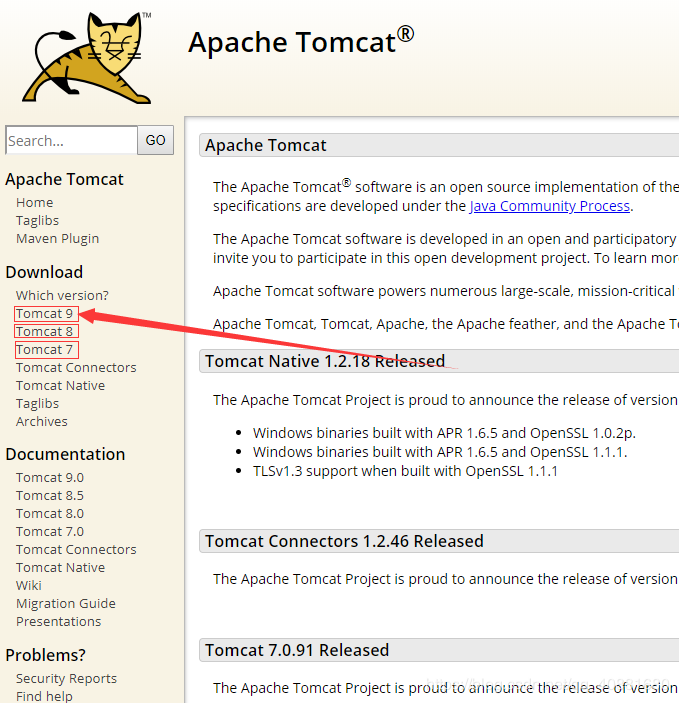 TM
Apache Tomcat®
Search...
GO
Apache Tomcat
Home
Taglibs
Maven Plugin
Download
Which version?
Tomcat 9
Tomcat 8
Tomcat 7
Tomcat Connectors
Tomcat Native
Taglibs
Archives
Documentation
Tomcat 9.0
Tomcat 8.5
Tomcat 8.0
Tomcat 7.0
Tomcat Connectors
Tomcat Native
Wiki
Migration Guide
Presentations
Problems?
Security Reports
Find help
Apache Tomcat
The Apache Tomcat® software is an open source implementation of the
specifications are developed under the Java Community Process.
The Apache Tomcat software is developed in an open and participatory
invite you to participate in this open development project. To learn mor
Apache Tomcat software powers numerous large-scale, mission-critical
Apache Tomcat, Tomcat, Apache, the Apache feather, and the Apache T
Tomcat Native 1.2.18 Released
The Apache Tomcat Project is proud to announce the release of version
• Windows binaries built with APR 1.6.5 and OpenSSL 1.0.2p.
• Windows binaries built with APR 1.6.5 and OpenSSL 1.1.1.
• TLSv1.3 support when built with OpenSSL 1.1.1
Tomcat Connectors 1.2.46 Released
The Apache Tomcat Project is proud to announce the release of version
Tomcat 7.0.91 Released
The Apache Tomcat Project is proud to announce the release of version